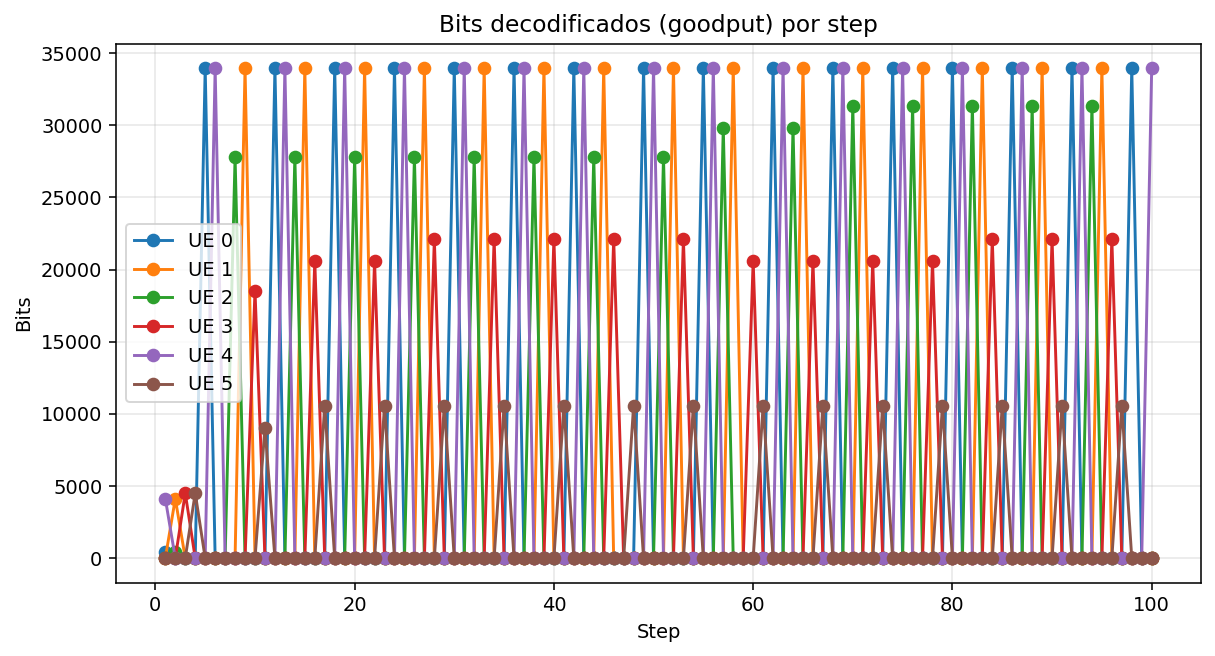 Bits decodificados (goodput) por step
Bits
35000
30000
25000
20000
15000
10000
5000
0
UE 0
UE 1
UE 2
UE 3
UE 4
UE 5
0 20 40 60 80 100
Step